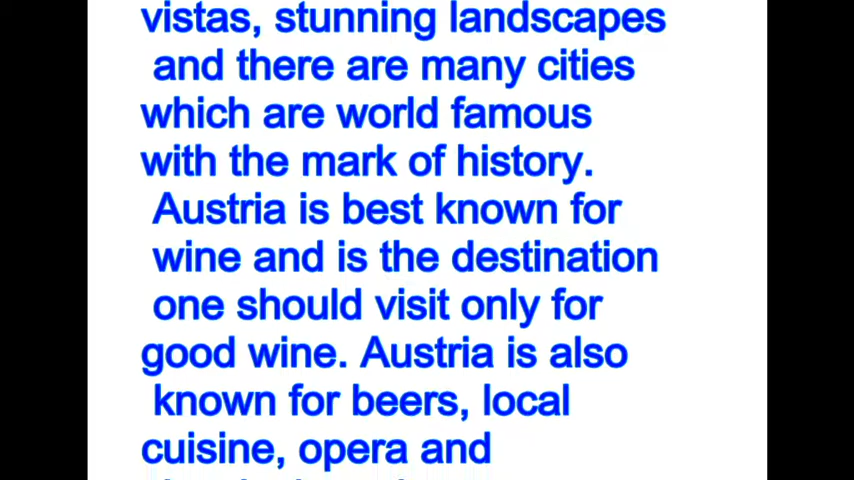 vistas, stunning landscapes
and there are many cities
which are world famous
with the mark of history.
Austria is best known for
wine and is the destination
one should visit only for
good wine. Austria is also
known for beers, local
cuisine, opera and